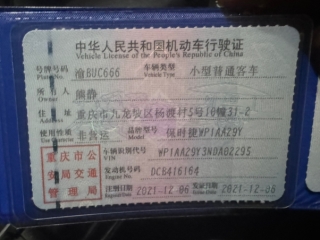 中华人民共和国机动车行驶证
Vehicle License of the People's Republic of China
号牌号码 渝BUC666 车辆类型 小型普通客车
Plate No. Vehicle Type
所有人 熊静
Owner
住址 重庆市九龙坡区杨渡村5号10幢31-2
Address
使用性质 非营运 品牌型号 保时捷WP1AA29Y
Use Character Model
重庆市公 车辆识别代号 WP1AA29Y3NDA02295
VIN
安局交通 发动机号码 DCB416164
Engine No.
管理局 注册日期 2021-12-06 发证日期 2021-12-06
Register Date Issue Date